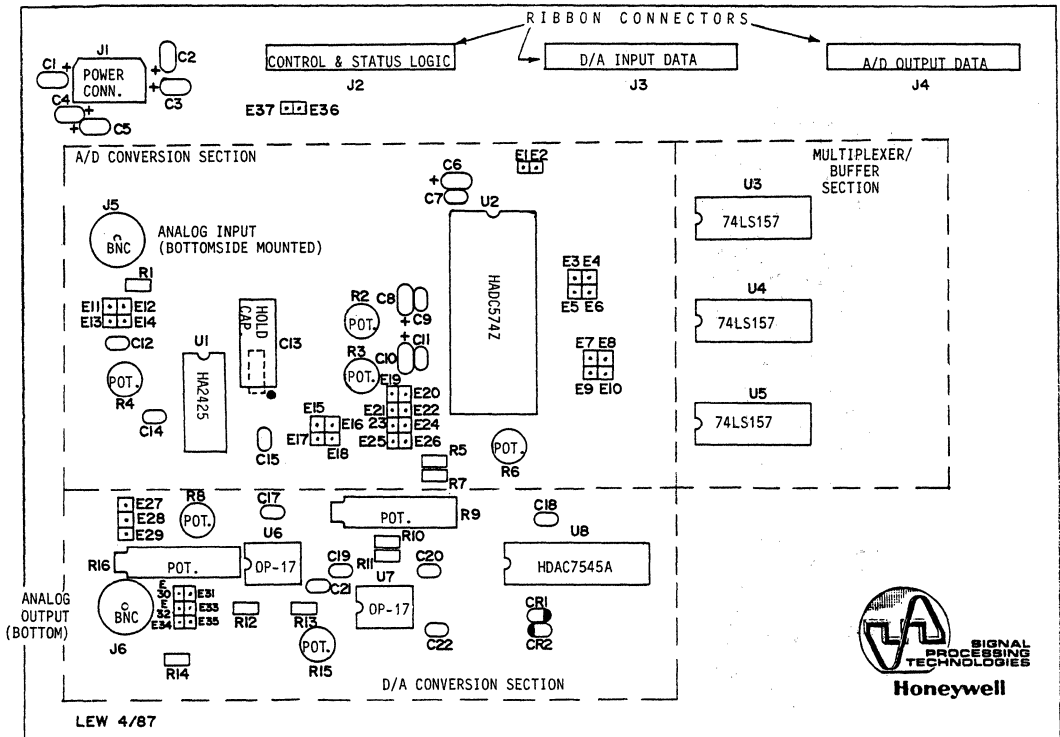 RIBBON CONNECTORS
J1
C2
C1
+
+
POWER
CONN.
CONTROL & STATUS LOGIC
D/A INPUT DATA
A/D OUTPUT DATA
J2
J3
J4
C4
+
C3
+
+
C5
E37
E36
A/D CONVERSION SECTION
E1E2
MULTIPLEXER/
BUFFER
SECTION
C6
+
C7
U2
U3
74LS157
J5
BNC
ANALOG INPUT
(BOTTOMSIDE MOUNTED)
R1
E3 E4
E5 E6
U4
74LS157
E11
E12
E13
E14
C12
R2
POT.
C8
C9
+
+
HADC574Z
HOLD
CAP
C13
U1
HA2425
R3
POT.
C10
C11
E7 E8
E9 E10
POT.
R4
E19
E20
E21
E22
23
E24
E25
E26
U5
74LS157
C14
E15
E16
E17
E18
C15
POT.
R6
R5
R7
E27
E28
E29
R8
POT.
C17
POT.
R9
C18
U8
HDAC7545A
R16
POT.
U6
OP-17
R10
R11
C19
C20
C21
U7
OP-17
ANALOG
OUTPUT
(BOTTOM)
BNC
J6
E
30
E31
E
32
E33
E34
E35
R12
R13
POT.
R15
C22
CR1
CR2
R14
D/A CONVERSION SECTION
SIGNAL
PROCESSING
TECHNOLOGIES
Honeywell
LEW 4/87